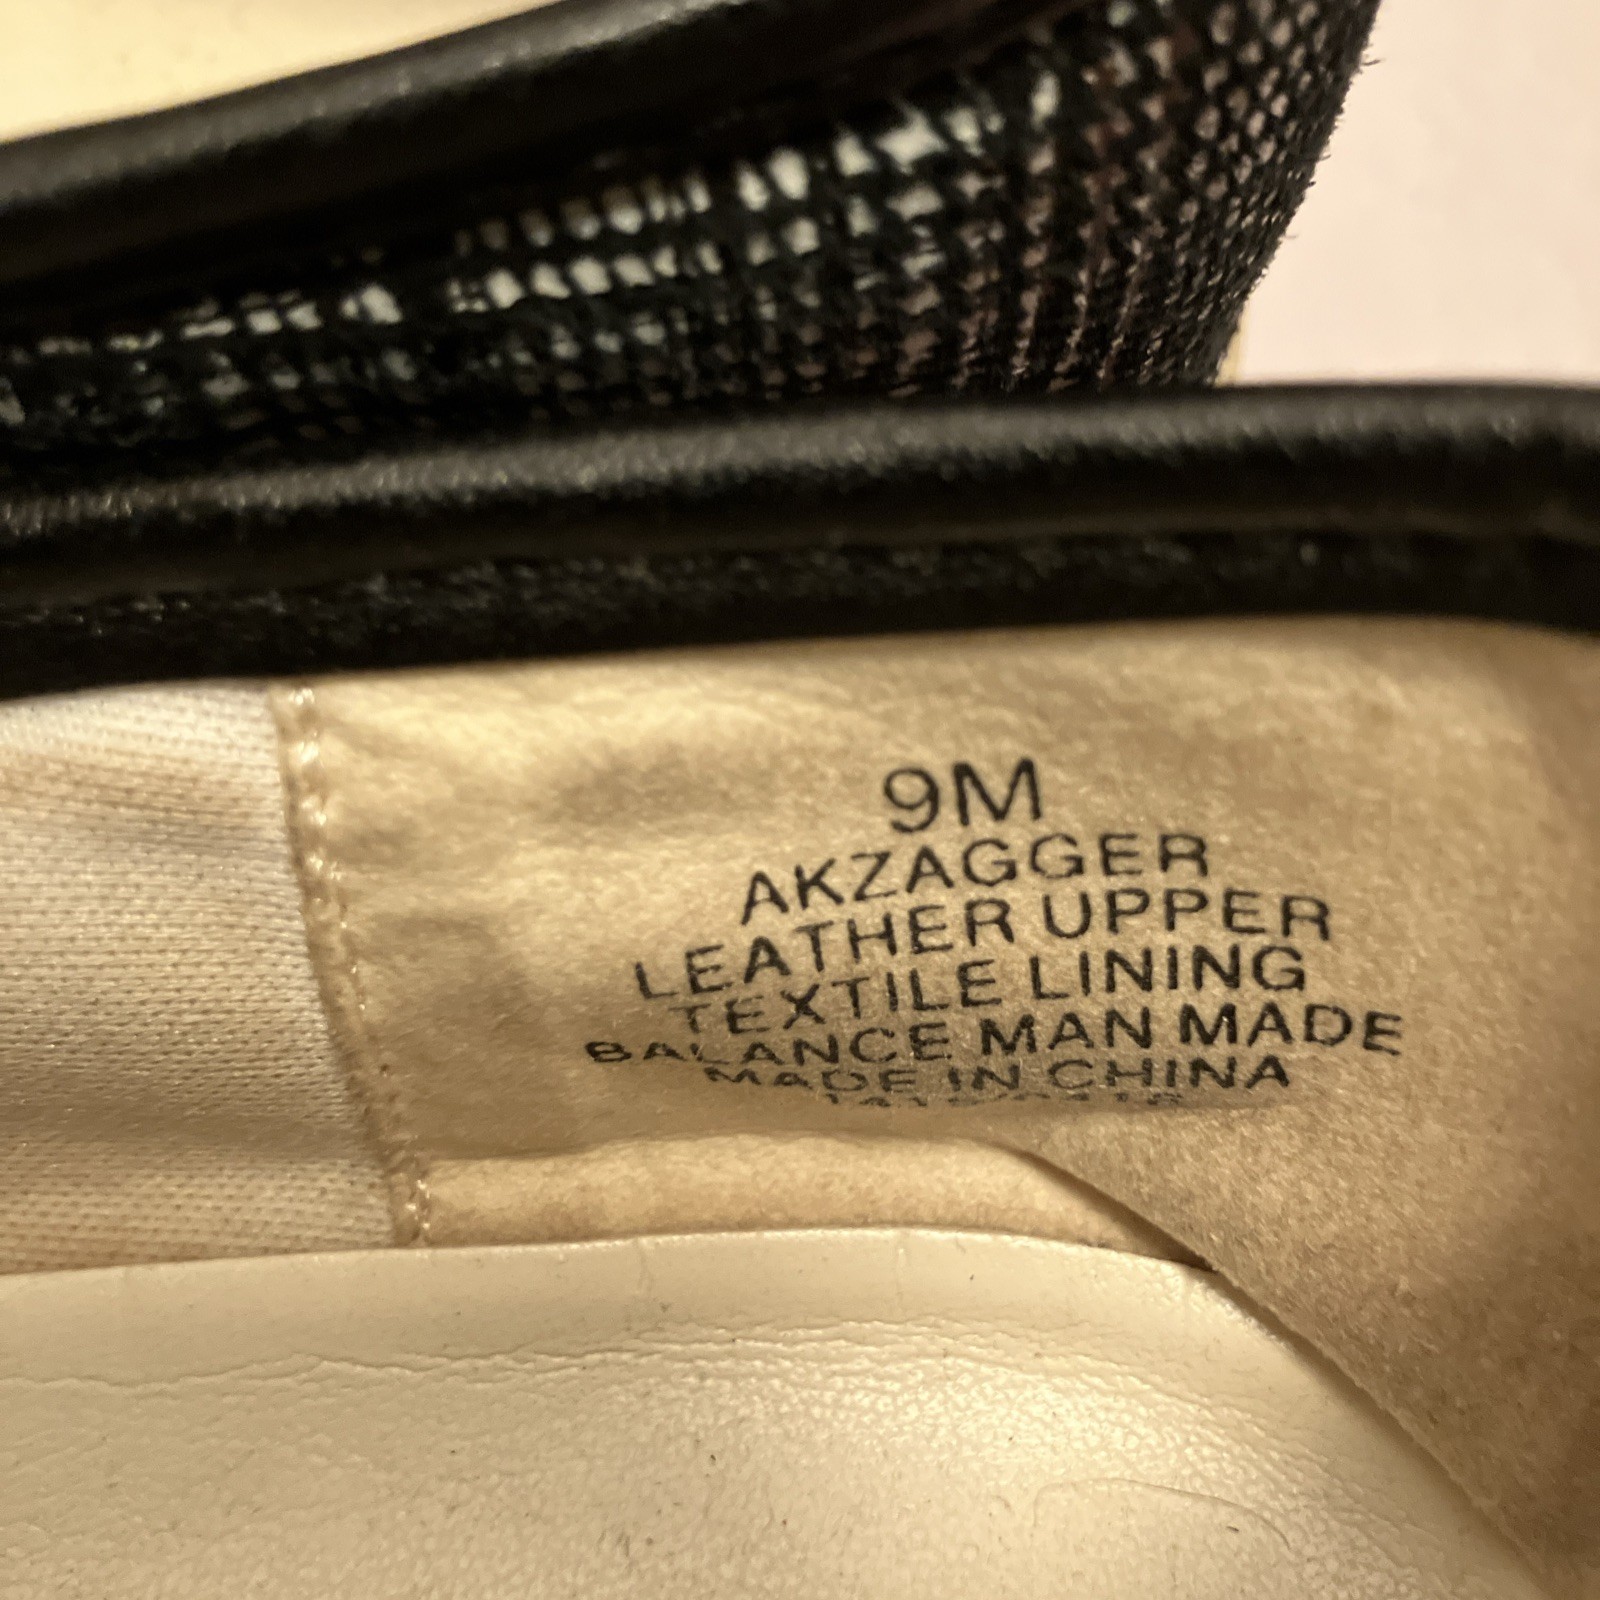 9M
AKZAGGER
LEATHER UPPER
TEXTILE LINING
BALANCE MAN MADE
MADE IN CHINA